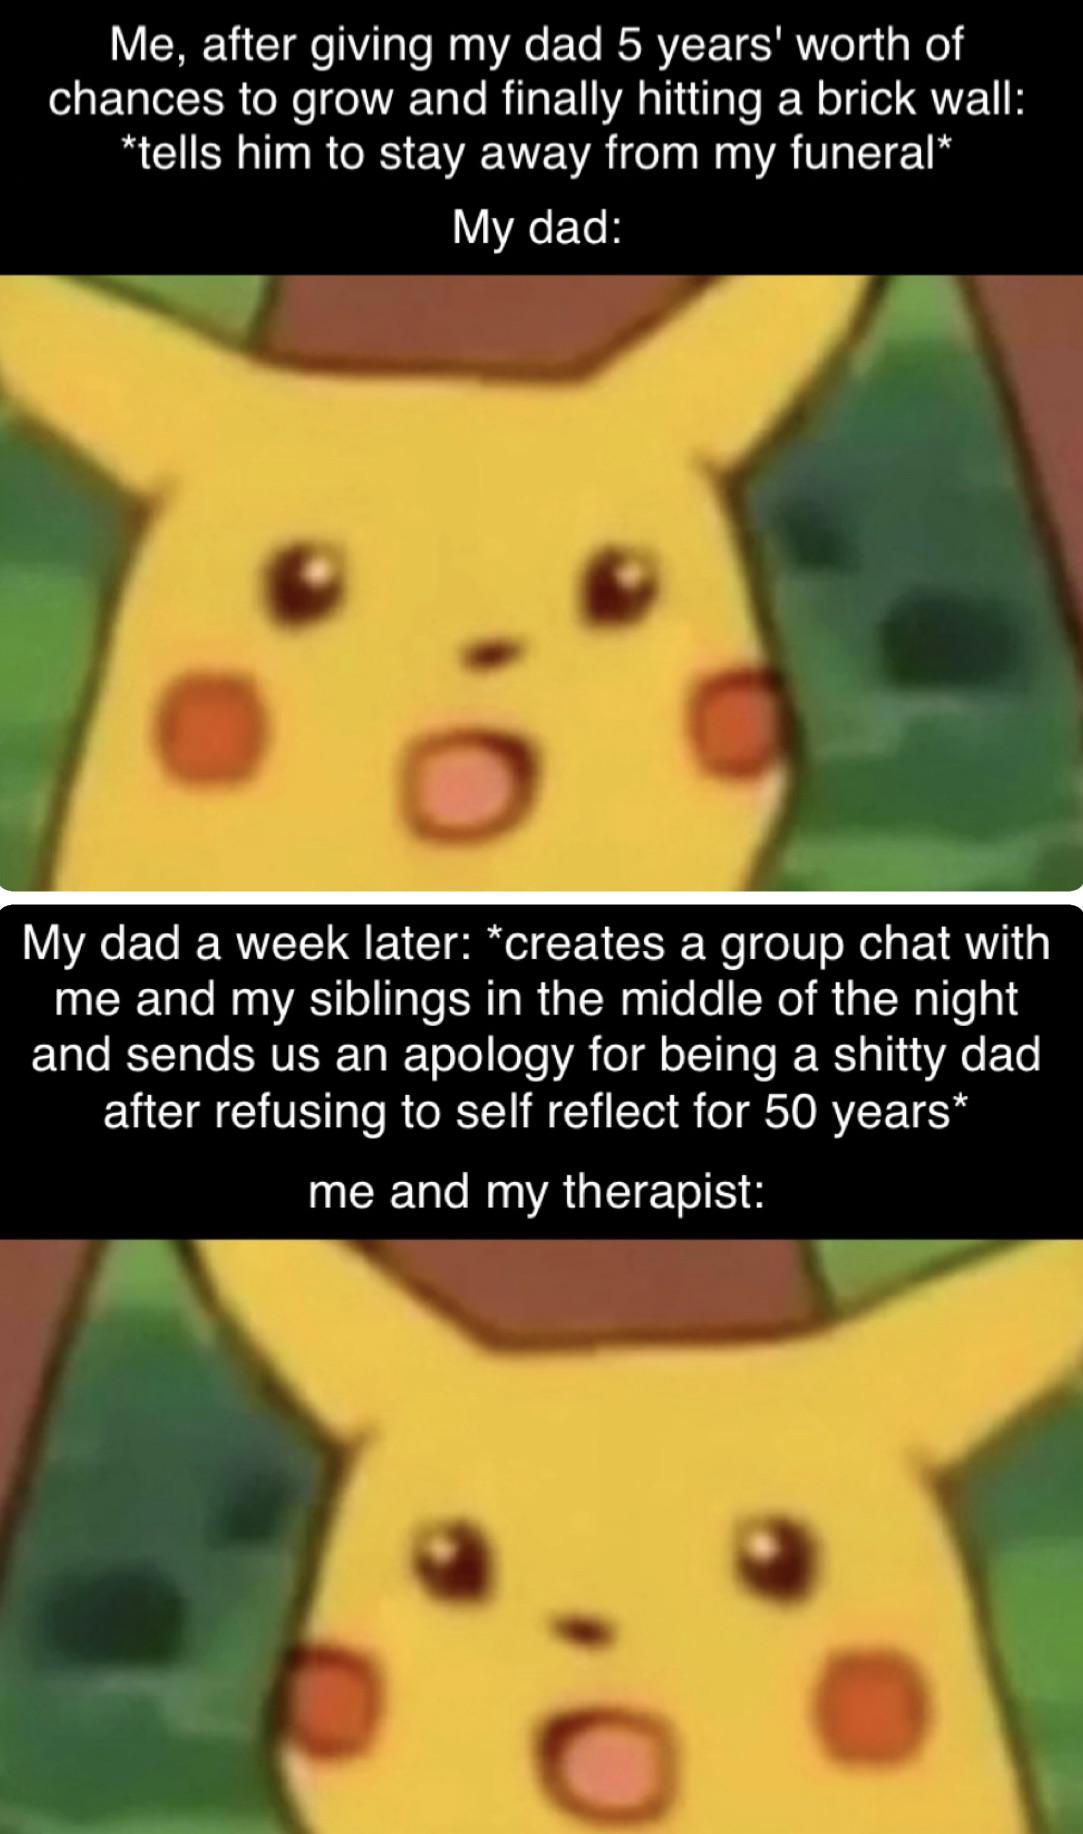 Me, after giving my dad 5 years' worth of
chances to grow and finally hitting a brick wall:
*tells him to stay away from my funeral*
My dad:
My dad a week later: *creates a group chat with
me and my siblings in the middle of the night
and sends us an apology for being a shitty dad
after refusing to self reflect for 50 years*
me and my therapist: